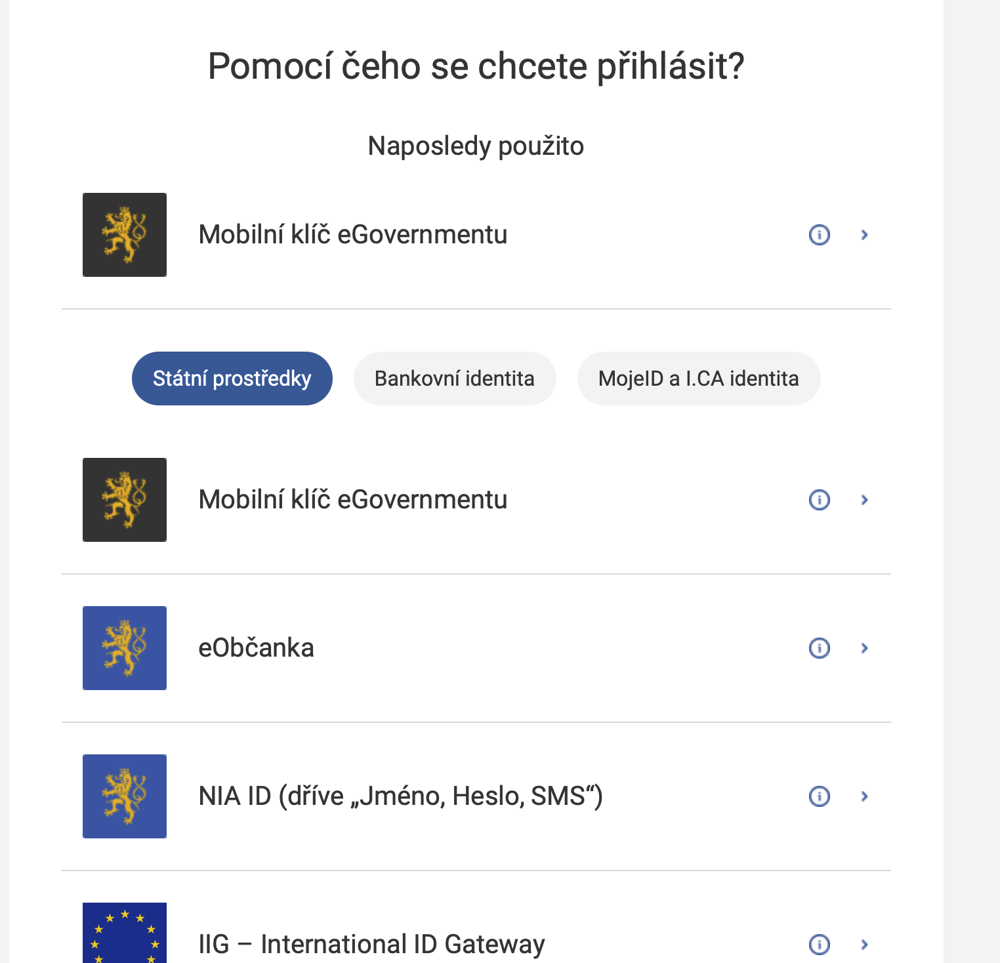 Pomocí čeho se chcete přihlásit?
Naposledy použito
Mobilní klíč eGovernmentu
Státní prostředky
Bankovní identita
MojeID a I.CA identita
Mobilní klíč eGovernmentu
eObčanka
NIA ID (dříve „Jméno, Heslo, SMS“)
IIG – International ID Gateway